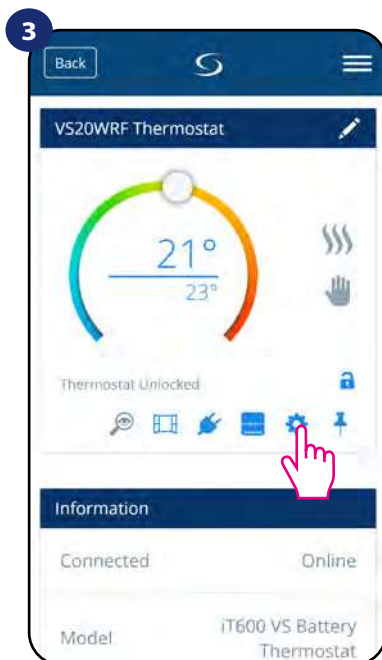 3
Back
VS20WRF Thermostat
21°
23°
Thermostat Unlocked
Information
Connected Online
Model iT600 VS Battery
Thermostat